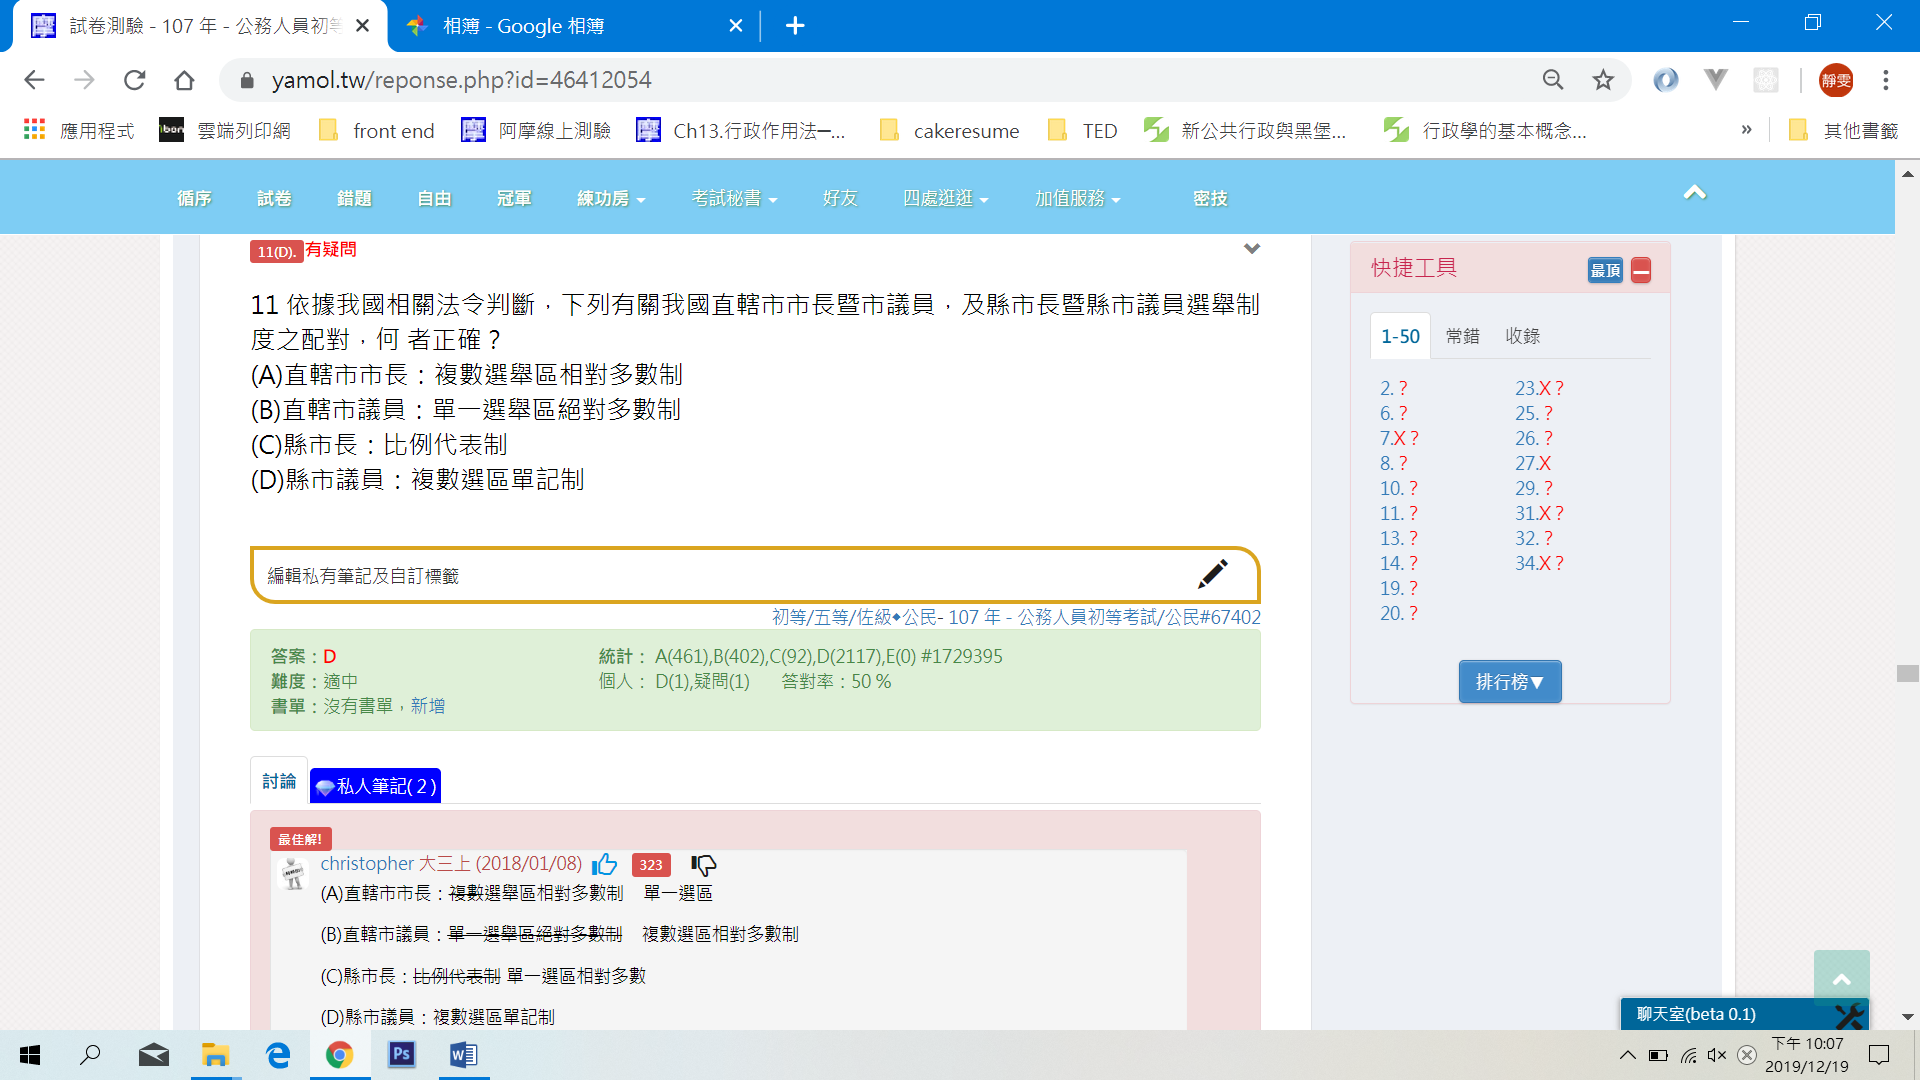 試卷測驗 - 107 年 - 公務人員初等
相簿 - Google 相簿
yamol.tw/reponse.php?id=46412054
靜雯
應用程式
ibon
雲端列印網
front end
摩
阿摩線上測驗
摩
Ch13.行政作用法─...
cakeresume
TED
新公共行政與黑堡...
行政學的基本概念...
»
其他書籤
循序
試卷
錯題
自由
冠軍
練功房
考試秘書
好友
四處逛逛
加值服務
密技
11(D).
有疑問
11 依據我國相關法令判斷，下列有關我國直轄市市長暨市議員，及縣市長暨縣市議員選舉制
度之配對，何 者正確？
(A)直轄市市長：複數選舉區相對多數制
(B)直轄市議員：單一選舉區絕對多數制
(C)縣市長：比例代表制
(D)縣市議員：複數選區單記制
編輯私有筆記及自訂標籤
初等/五等/佐級◆公民- 107 年 - 公務人員初等考試/公民#67402
答案：D
統計： A(461),B(402),C(92),D(2117),E(0) #1729395
難度：適中
個人： D(1),疑問(1) 答對率：50 %
書單：沒有書單，新增
討論
私人筆記( 2 )
最佳解!
christopher 大三上 (2018/01/08)
323
(A)直轄市市長：複數選舉區相對多數制 單一選區
(B)直轄市議員：單一選舉區絕對多數制 複數選區相對多數制
(C)縣市長：比例代表制 單一選區相對多數
(D)縣市議員：複數選區單記制
快捷工具
最頂
1-50
常錯
收錄
2. ?
6. ?
7.X ?
8. ?
10. ?
11. ?
13. ?
14. ?
19. ?
20. ?
23.X ?
25. ?
26. ?
27.X
29. ?
31.X ?
32. ?
34.X ?
排行榜▼
聊天室(beta 0.1)
Ps
下午 10:07
2019/12/19